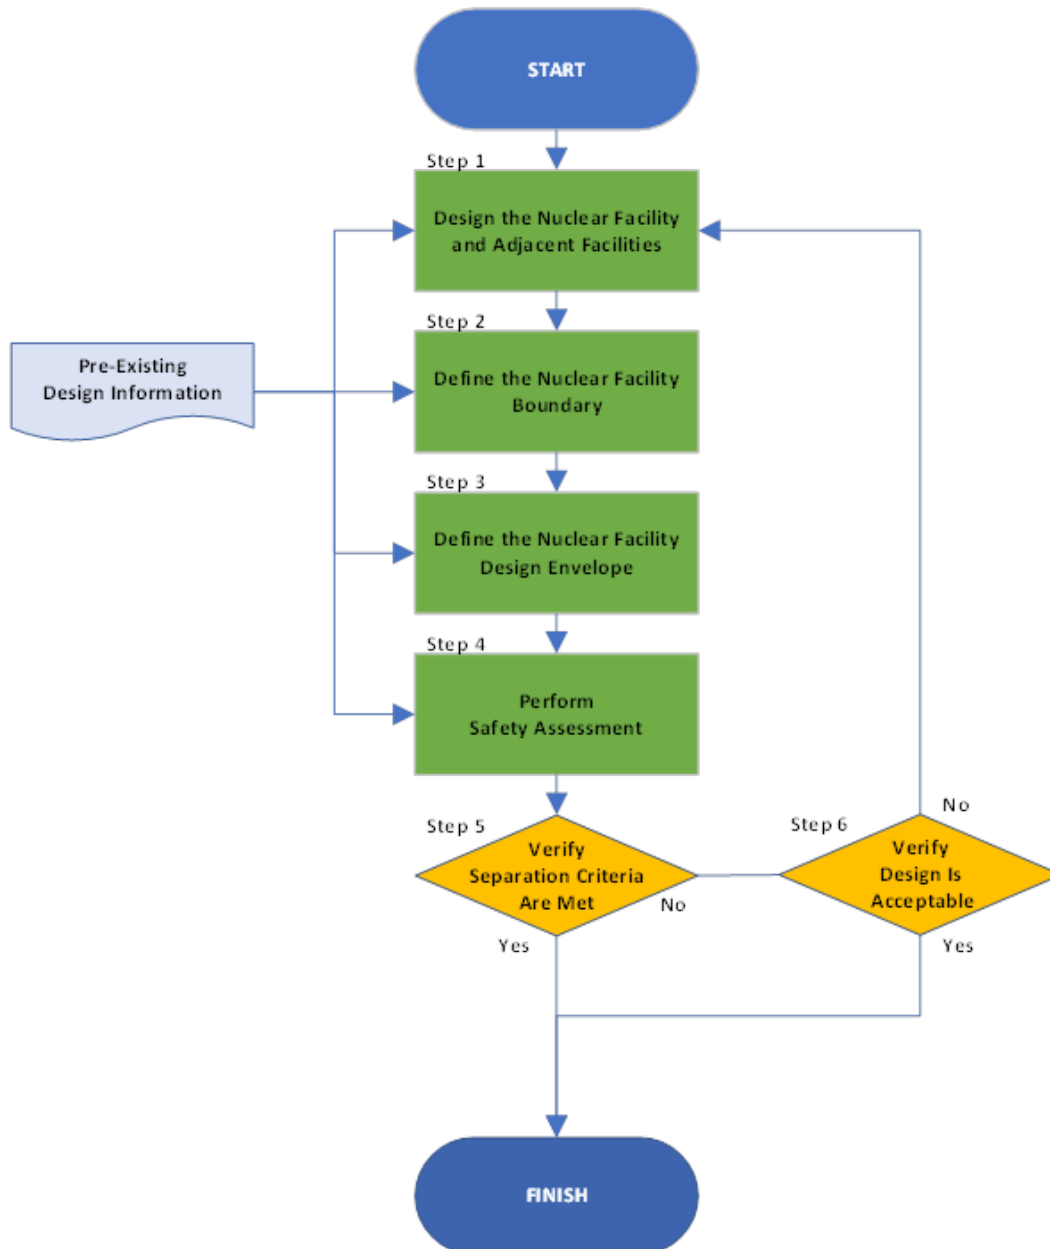 START
Step 1
Design the Nuclear Facility
and Adjacent Facilities
Step 2
Pre-Existing
Design Information
Define the Nuclear Facility
Boundary
Step 3
Define the Nuclear Facility
Design Envelope
Step 4
Perform
Safety Assessment
Step 5
Verify
Separation Criteria
Are Met
No
Yes
Step 6
No
Verify
Design Is
Acceptable
Yes
FINISH